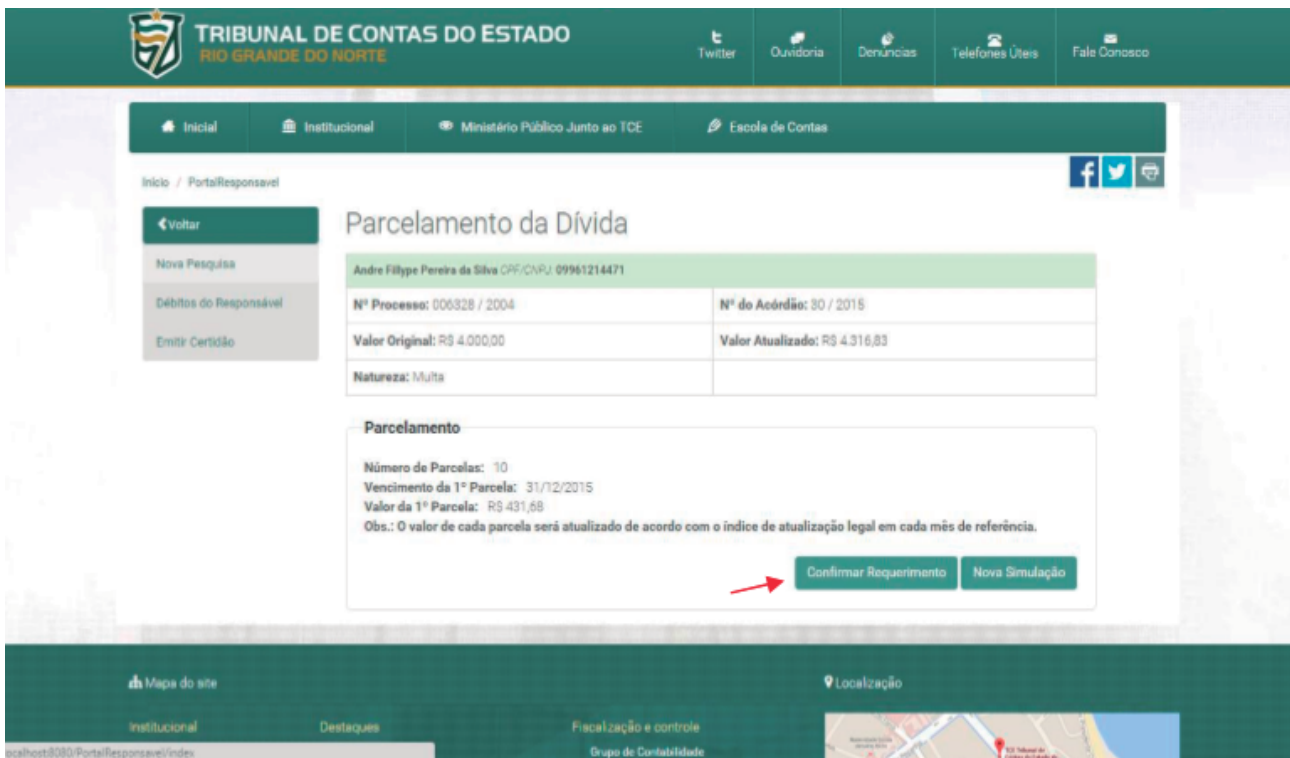 TRIBUNAL DE CONTAS DO ESTADO
RIO GRANDE DO NORTE
Twitter
Ouvidoria
Denúncias
Telefones Úteis
Fale Conosco
Inicial
Institucional
Ministério Público Junto ao TCE
Escola de Contas
Início / PortalResponsavel
Voltar
Nova Pesquisa
Débitos do Responsável
Emitir Certidão
Parcelamento da Dívida
Andre Fillype Pereira da Silva CPF/CNPJ: 09961214471
Nº Processo: 006328 / 2004
Nº do Acórdão: 30 / 2015
Valor Original: R$ 4.000,00
Valor Atualizado: R$ 4.316,83
Natureza: Multa
Parcelamento
Número de Parcelas: 10
Vencimento da 1º Parcela: 31/12/2015
Valor da 1º Parcela: R$ 431,68
Obs.: O valor de cada parcela será atualizado de acordo com o índice de atualização legal em cada mês de referência.
Confirmar Requerimento
Nova Simulação
Mapa do site
Localização
Institucional
Destaques
Fiscalização e controle
Grupo de Contabilidade
ocalhost:8080/PortalResponsavel/index